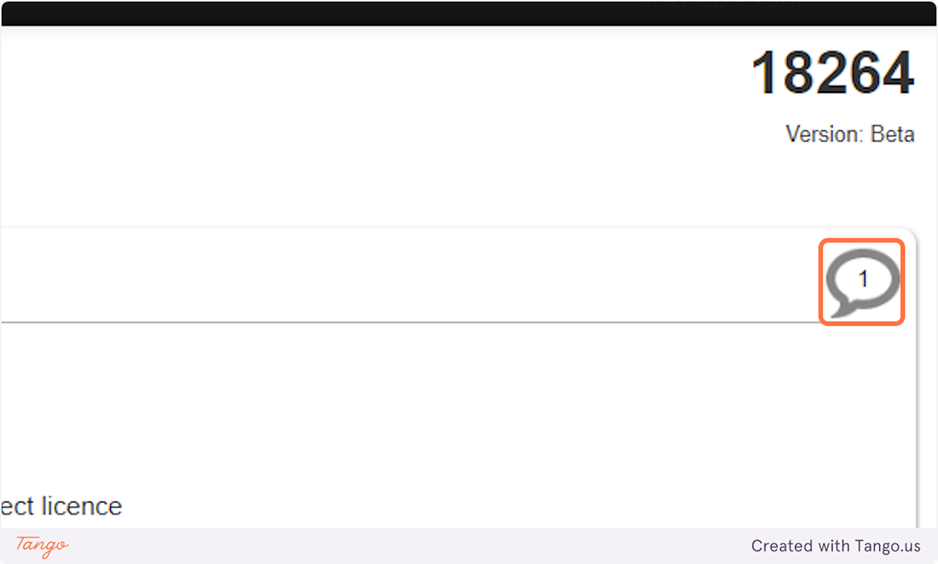 18264
Version: Beta
1
ect licence
Tango
Created with Tango.us